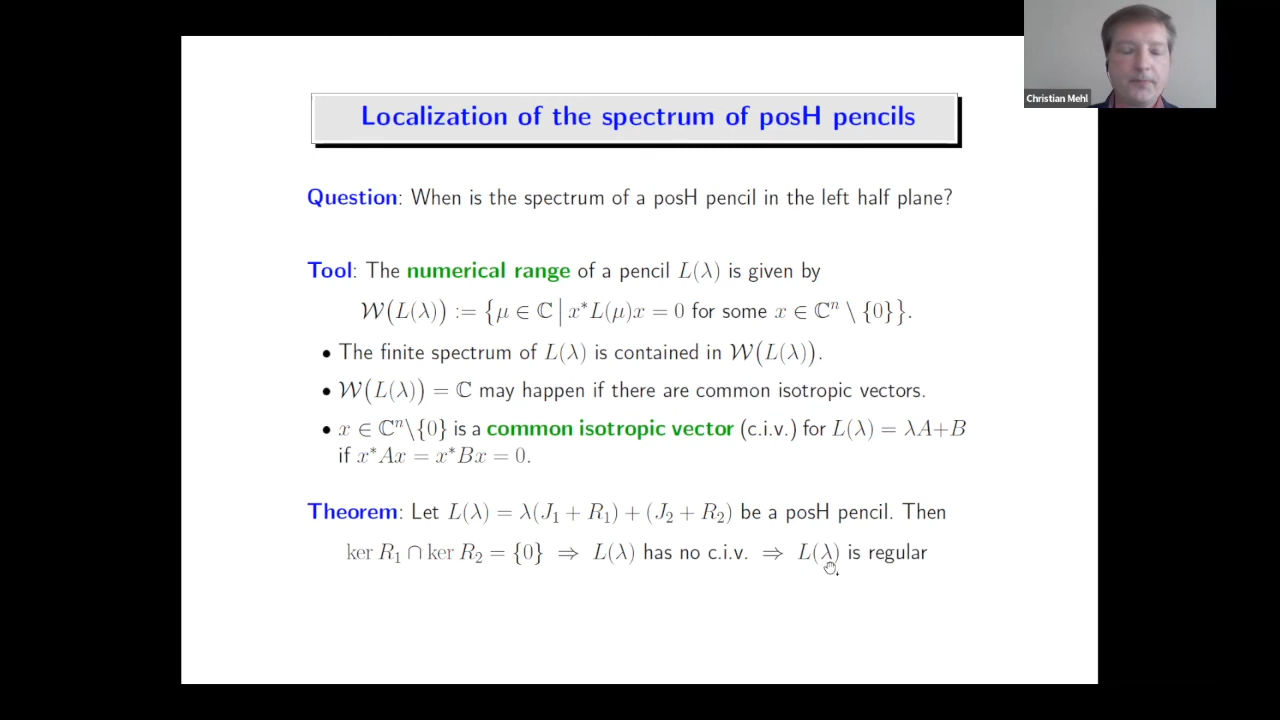 Christian Mehl
Localization of the spectrum of posH pencils
Question: When is the spectrum of a posH pencil in the left half plane?
Tool: The numerical range of a pencil L(λ) is given by
𝒲(L(λ)) := {μ ∈ ℂ | x*L(μ)x = 0 for some x ∈ ℂⁿ \ {0}}.
• The finite spectrum of L(λ) is contained in 𝒲(L(λ)).
• 𝒲(L(λ)) = ℂ may happen if there are common isotropic vectors.
• x ∈ ℂⁿ\{0} is a common isotropic vector (c.i.v.) for L(λ) = λA+B
if x*Ax = x*Bx = 0.
Theorem: Let L(λ) = λ(J₁ + R₁) + (J₂ + R₂) be a posH pencil. Then
ker R₁ ∩ ker R₂ = {0} ⇒ L(λ) has no c.i.v. ⇒ L(λ) is regular